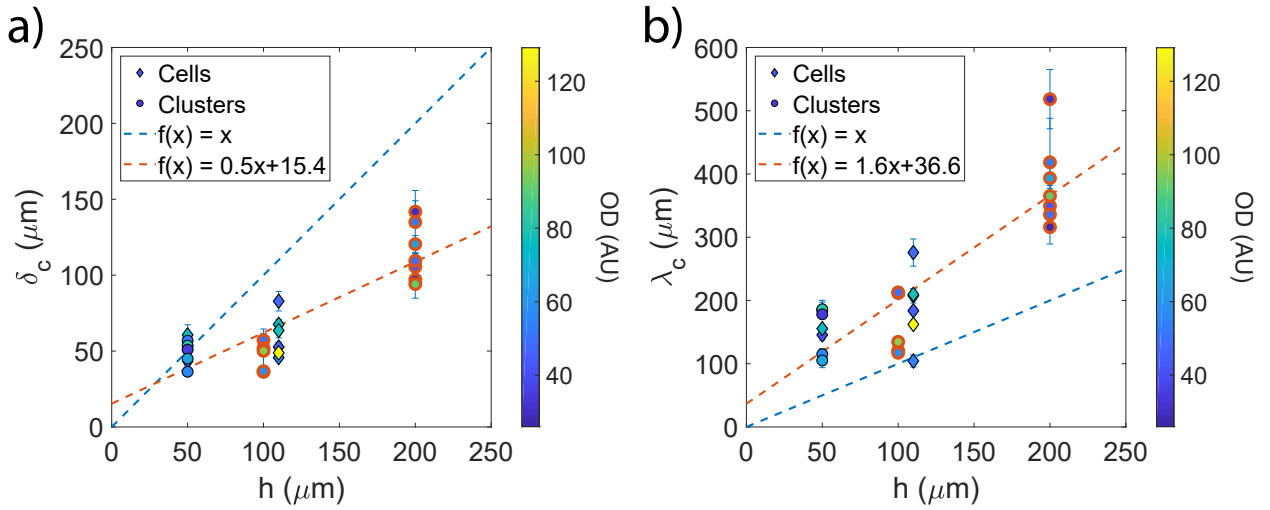 a)
250
200
150
100
50
0
δc (μm)
0 50 100 150 200 250
h (μm)
Cells
Clusters
f(x) = x
f(x) = 0.5x+15.4
120
100
80
60
40
OD (AU)
b)
600
500
400
300
200
100
0
λc (μm)
0 50 100 150 200 250
h (μm)
Cells
Clusters
f(x) = x
f(x) = 1.6x+36.6
120
100
80
60
40
OD (AU)